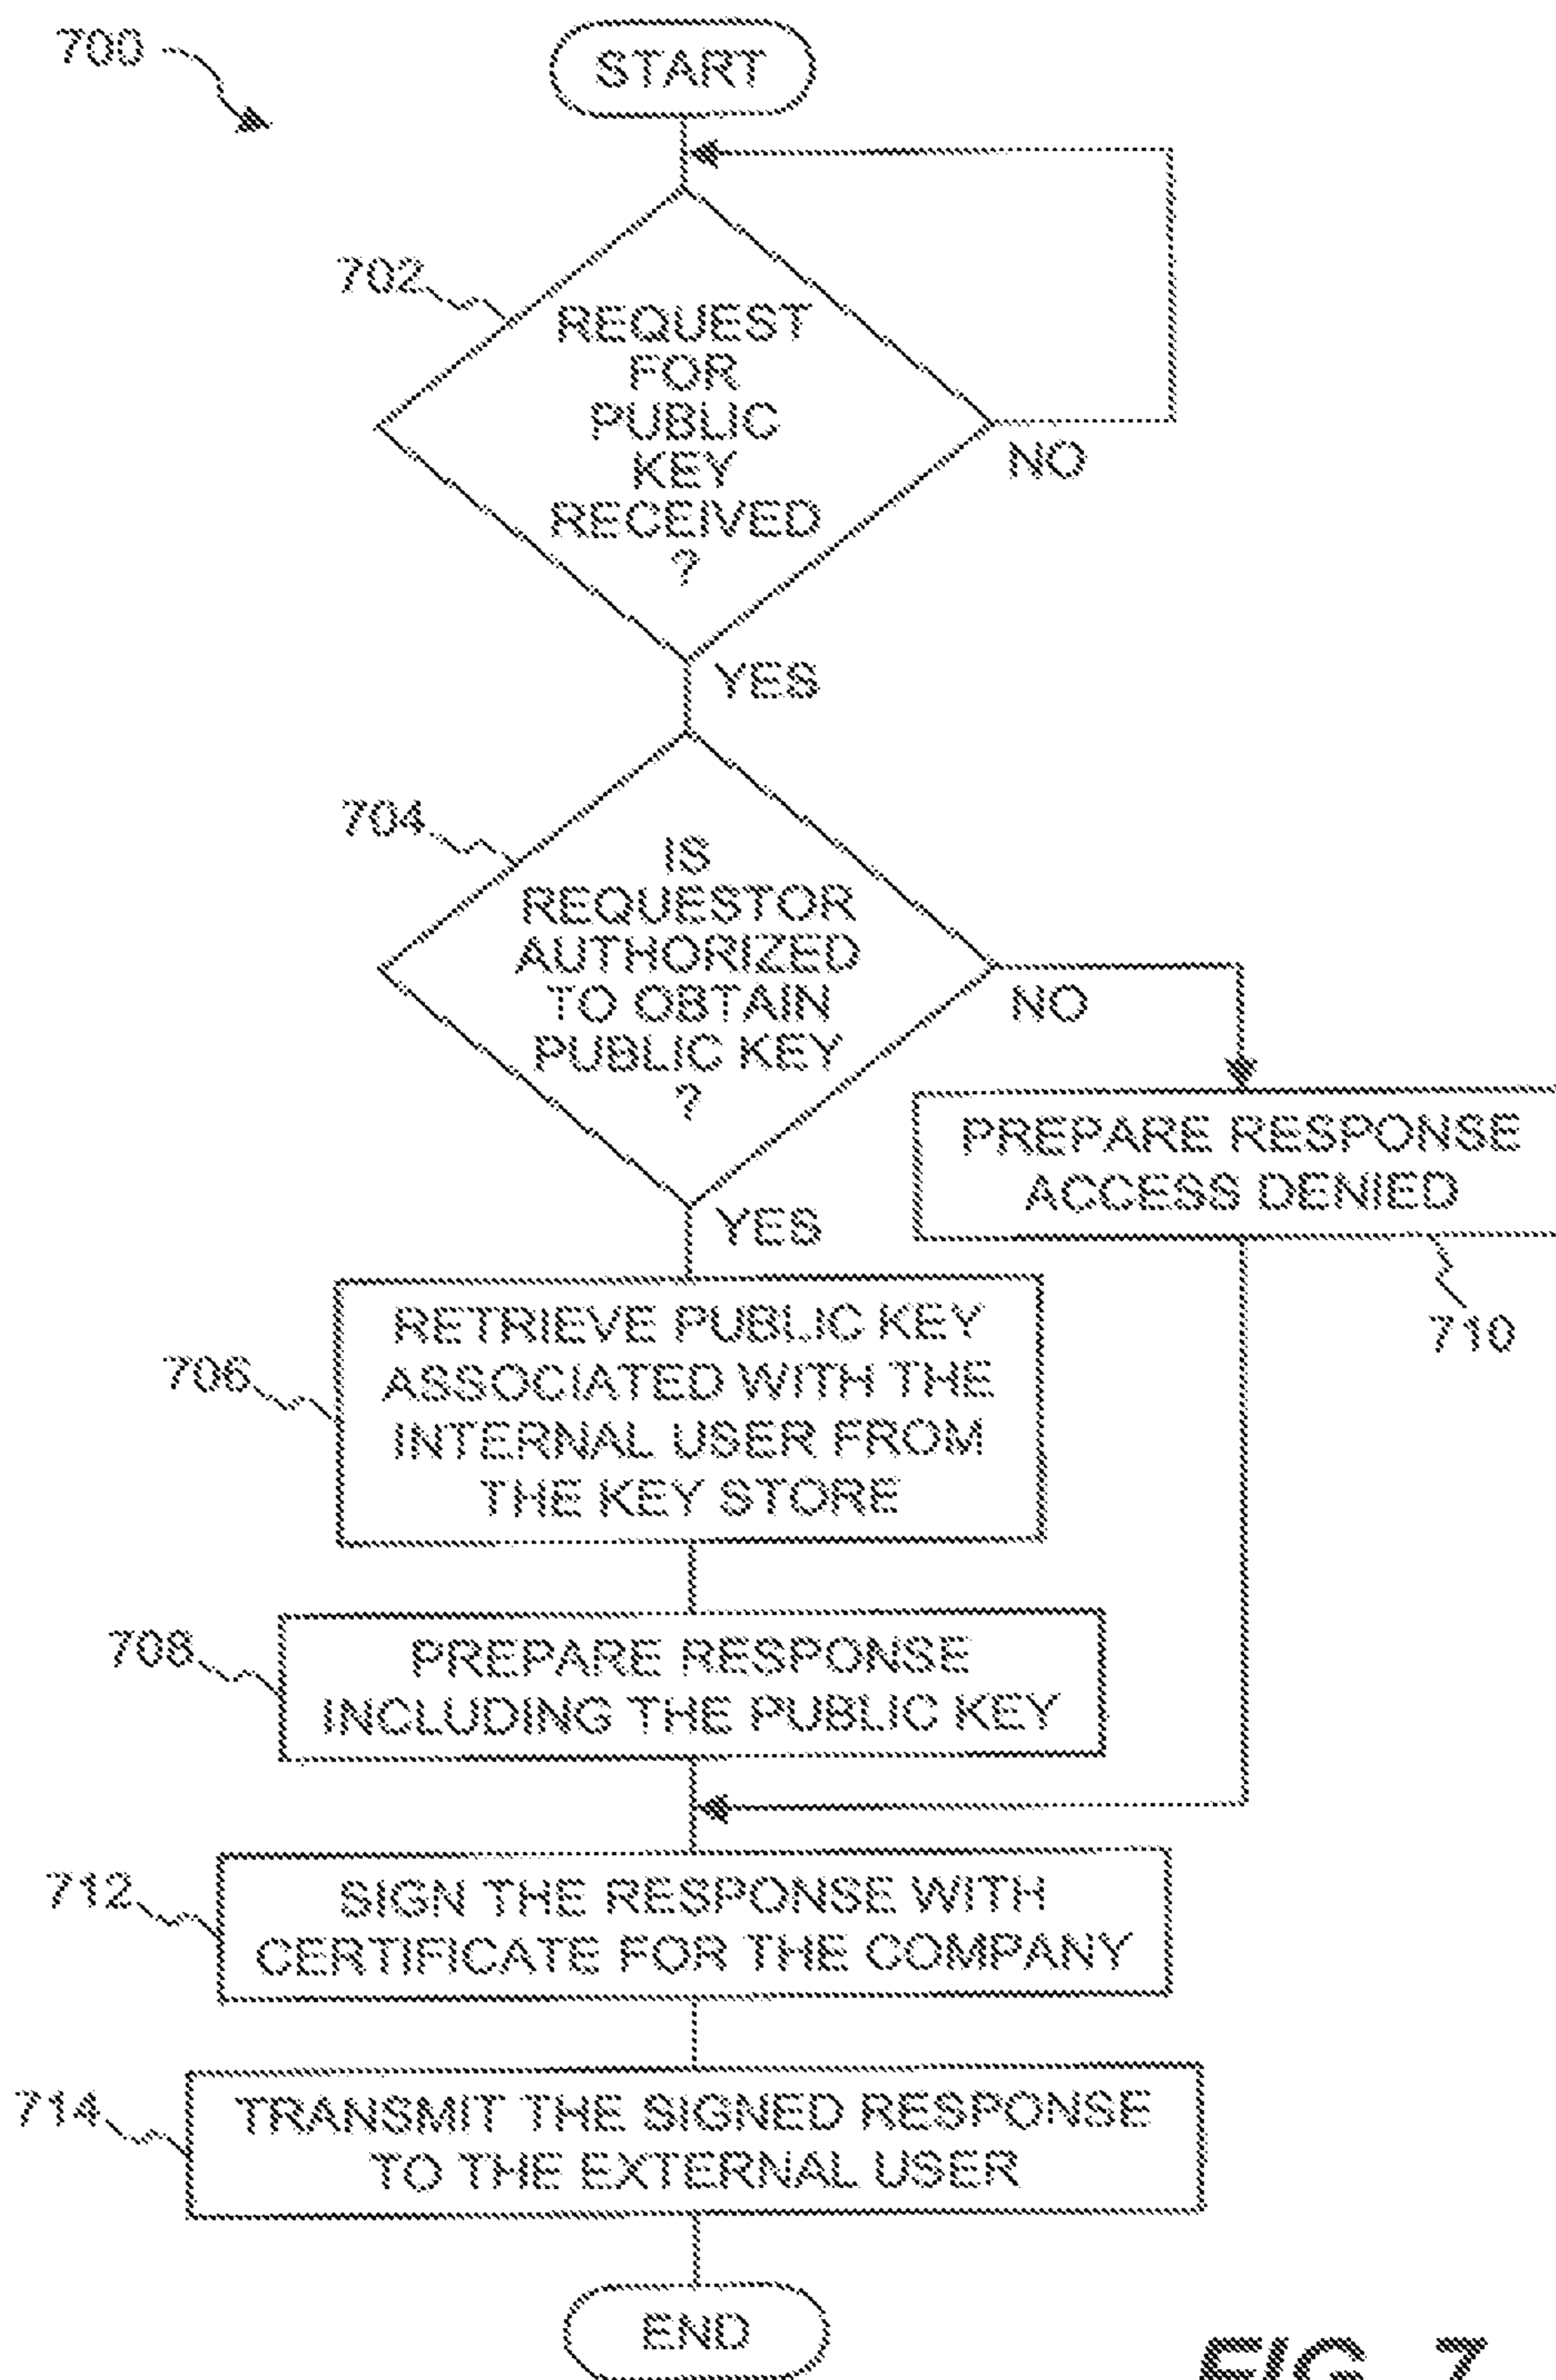 700
START
702
REQUEST
FOR
PUBLIC
KEY
RECEIVED
?
NO
YES
704
IS
REQUESTOR
AUTHORIZED
TO OBTAIN
PUBLIC KEY
?
NO
YES
PREPARE RESPONSE
ACCESS DENIED
710
706
RETRIEVE PUBLIC KEY
ASSOCIATED WITH THE
INTERNAL USER FROM
THE KEY STORE
708
PREPARE RESPONSE
INCLUDING THE PUBLIC KEY
712
SIGN THE RESPONSE WITH
CERTIFICATE FOR THE COMPANY
714
TRANSMIT THE SIGNED RESPONSE
TO THE EXTERNAL USER
END
FIG. 7